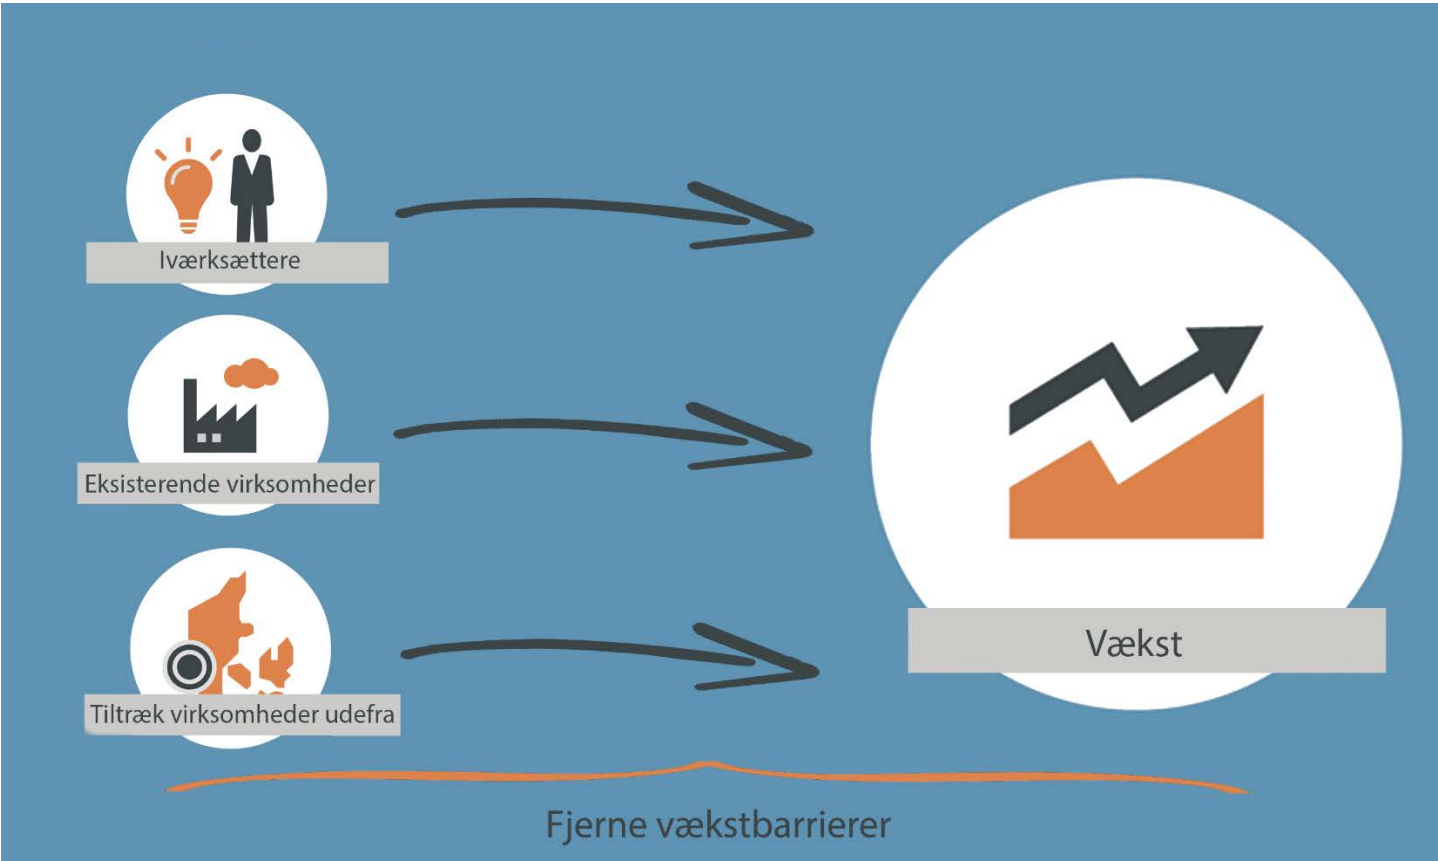 Iværksættere
Eksisterende virksomheder
Tiltræk virksomheder udefra
Vækst
Fjerne vækstbarrierer